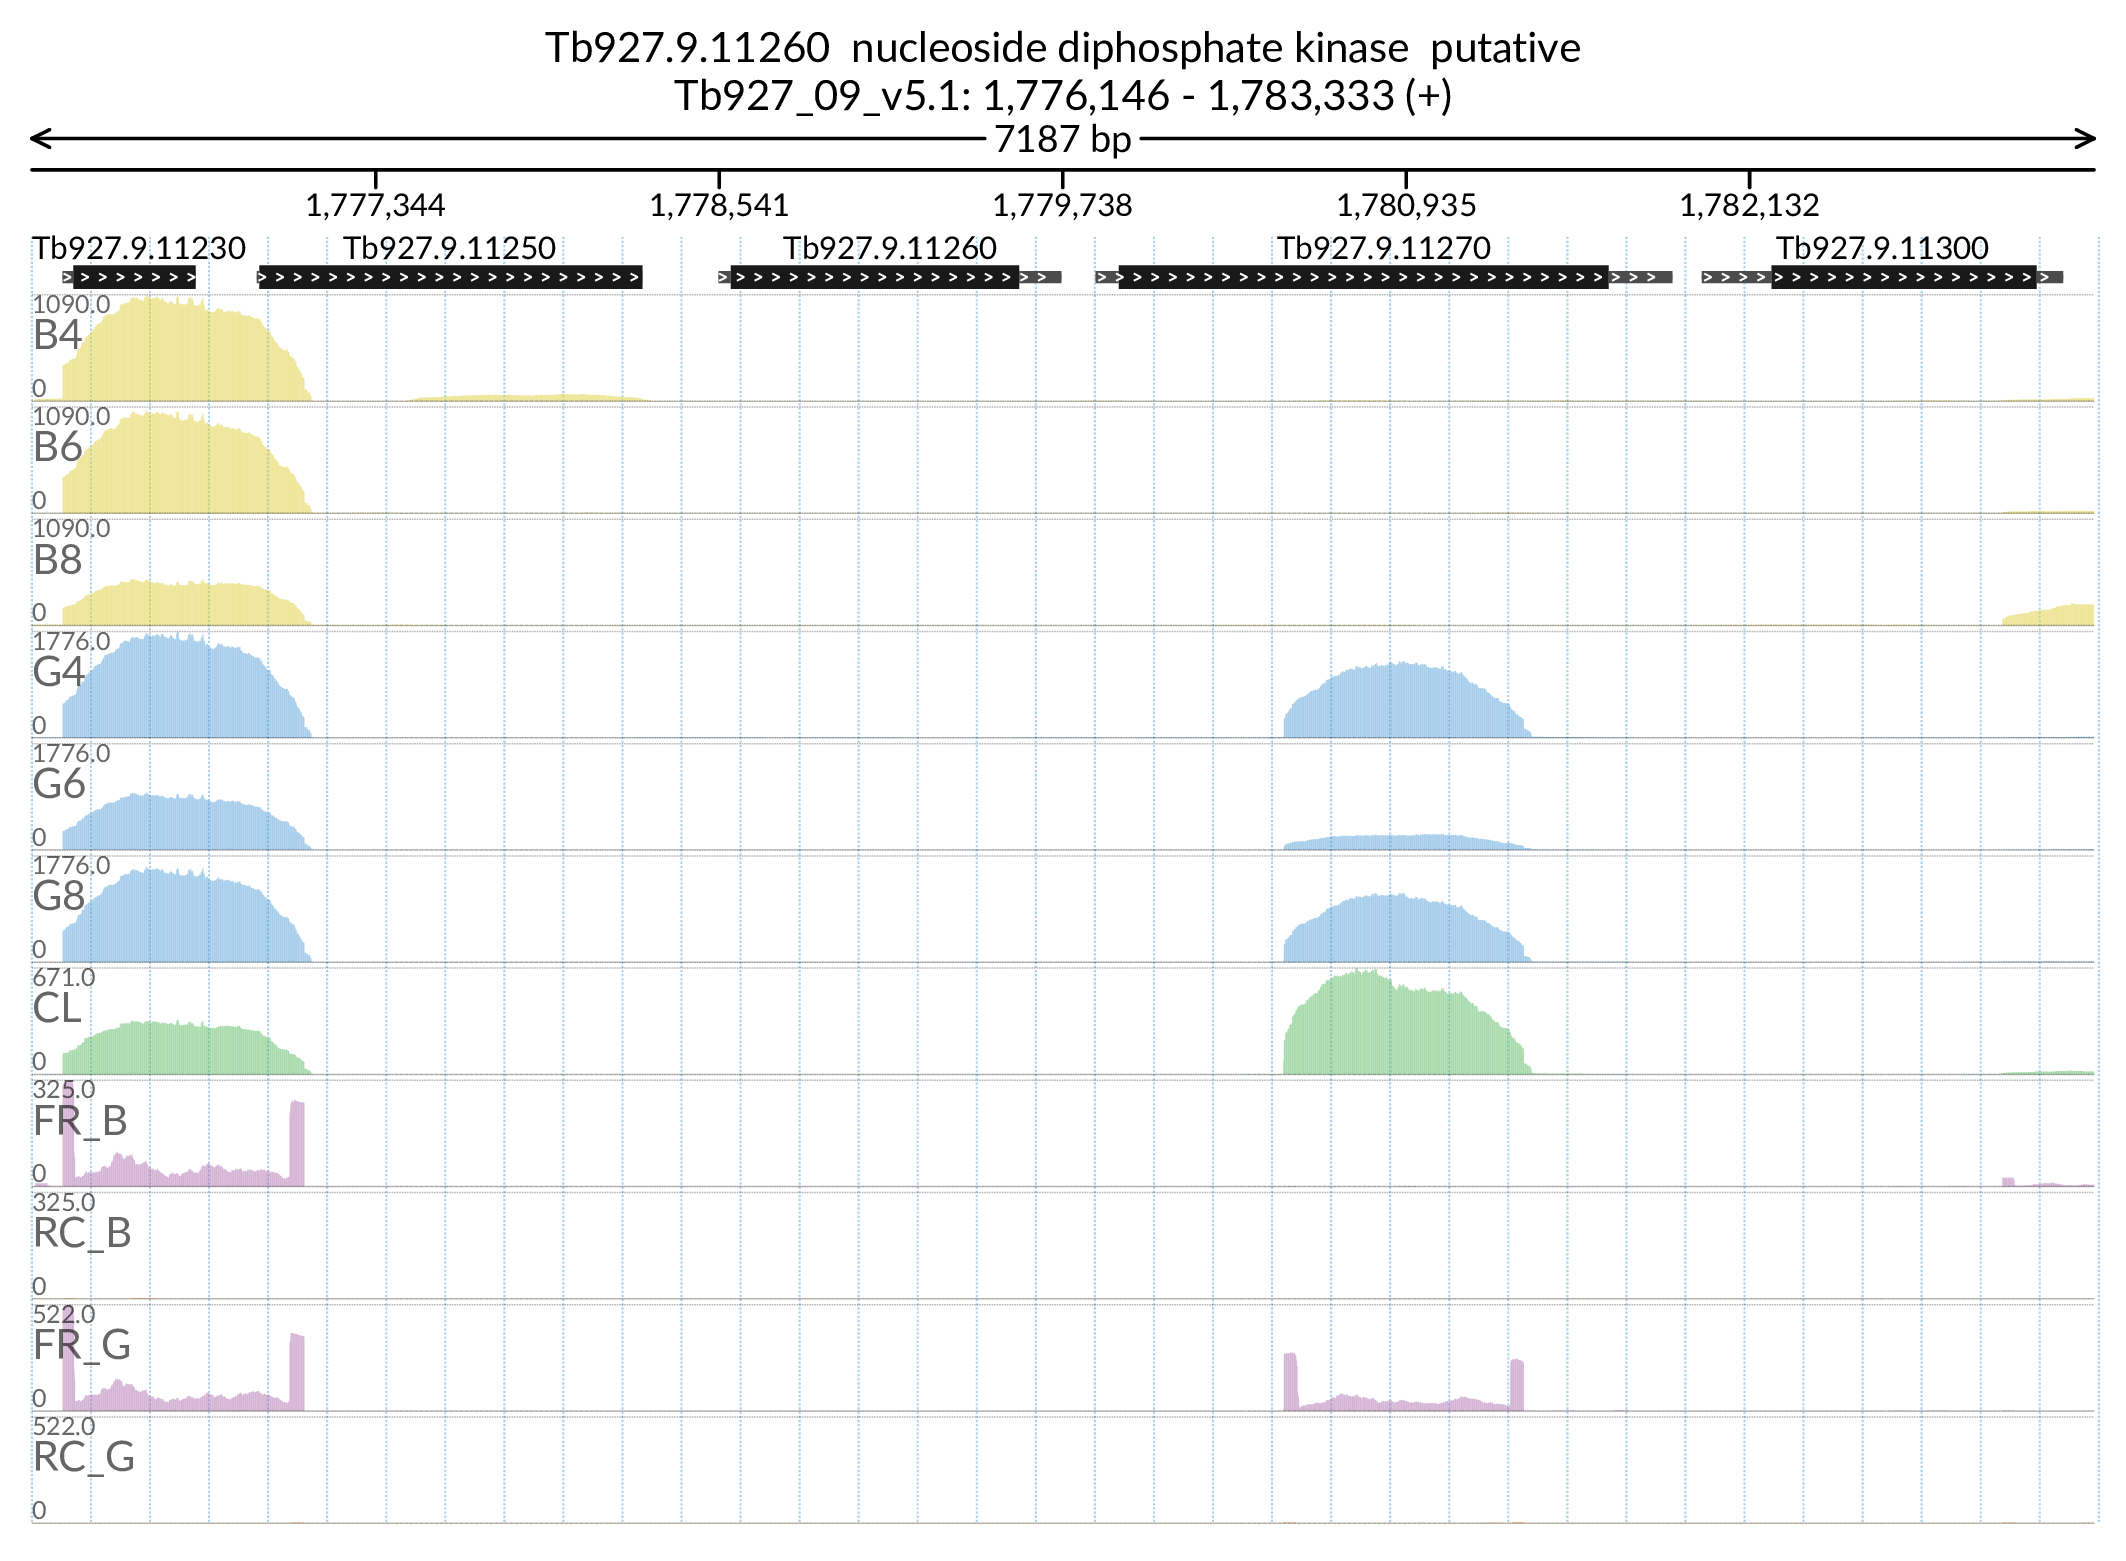 Tb927.9.11260 nucleoside diphosphate kinase putative
Tb927_09_v5.1: 1,776,146 - 1,783,333 (+)
7187 bp
1,777,344 1,778,541 1,779,738 1,780,935 1,782,132
Tb927.9.11230 Tb927.9.11250 Tb927.9.11260 Tb927.9.11270 Tb927.9.11300
1090.0
B4
0
1090.0
B6
0
1090.0
B8
0
1776.0
G4
0
1776.0
G6
0
1776.0
G8
0
671.0
CL
0
325.0
FR_B
0
325.0
RC_B
0
522.0
FR_G
0
522.0
RC_G
0